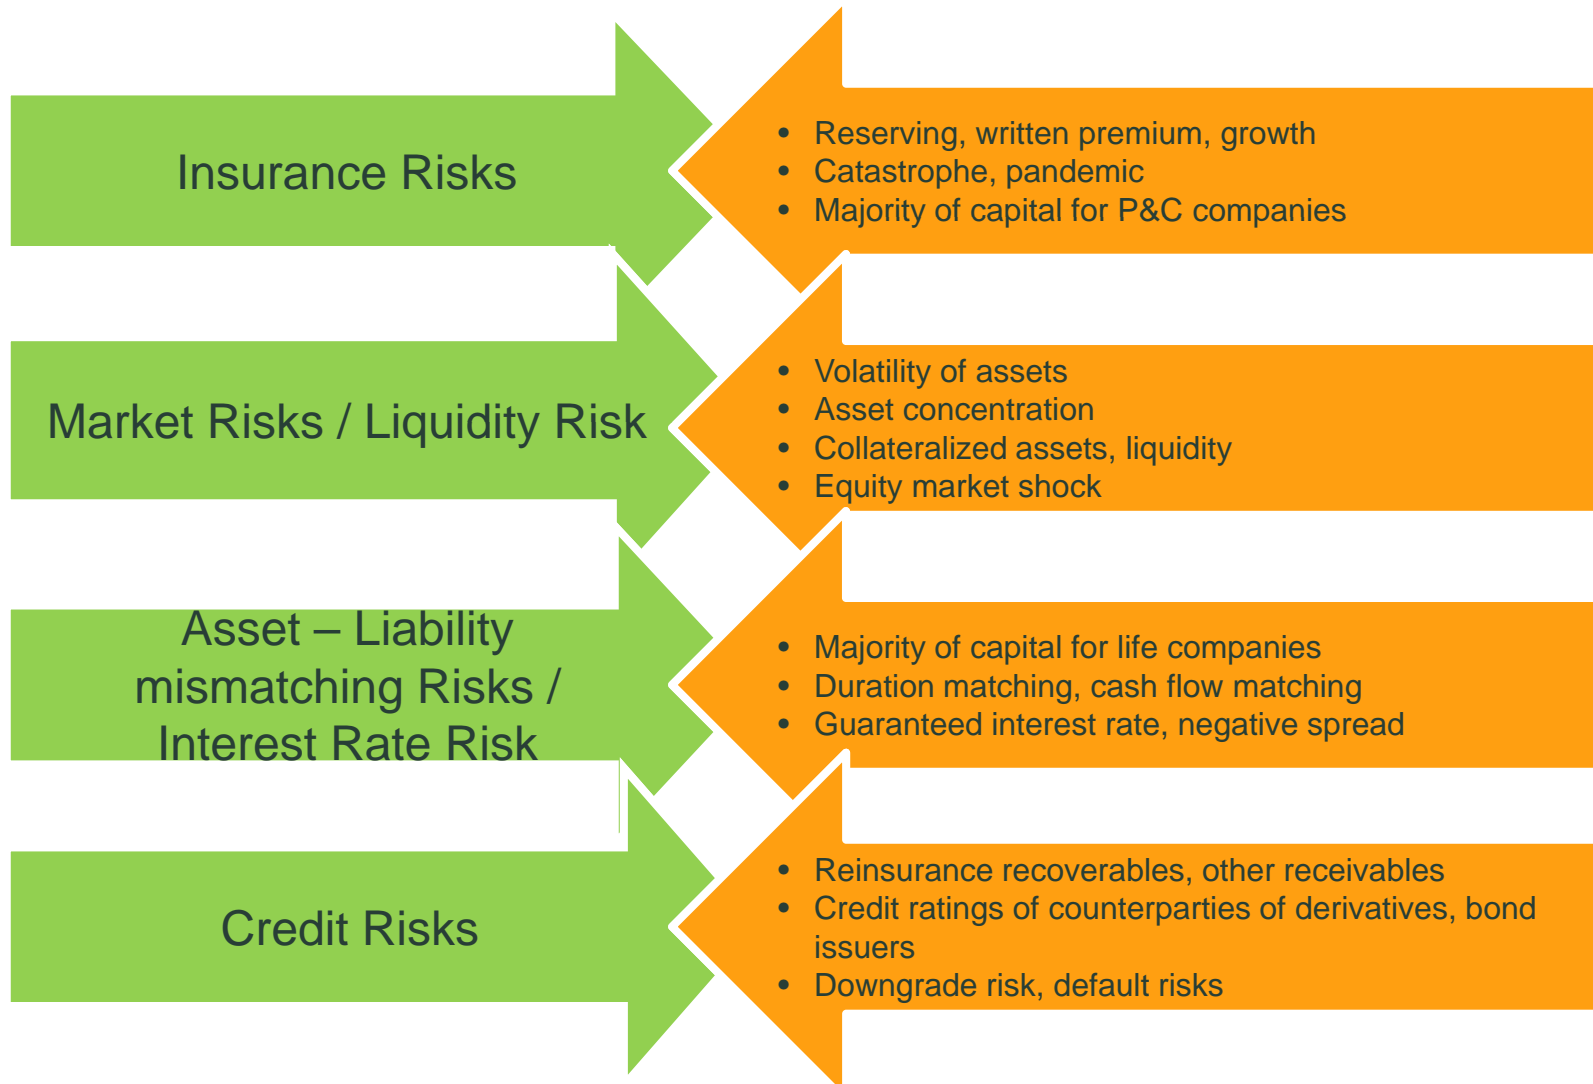 Insurance Risks
• Reserving, written premium, growth
• Catastrophe, pandemic
• Majority of capital for P&C companies
Market Risks / Liquidity Risk
• Volatility of assets
• Asset concentration
• Collateralized assets, liquidity
• Equity market shock
Asset – Liability
mismatching Risks /
Interest Rate Risk
• Majority of capital for life companies
• Duration matching, cash flow matching
• Guaranteed interest rate, negative spread
Credit Risks
• Reinsurance recoverables, other receivables
• Credit ratings of counterparties of derivatives, bond
issuers
• Downgrade risk, default risks